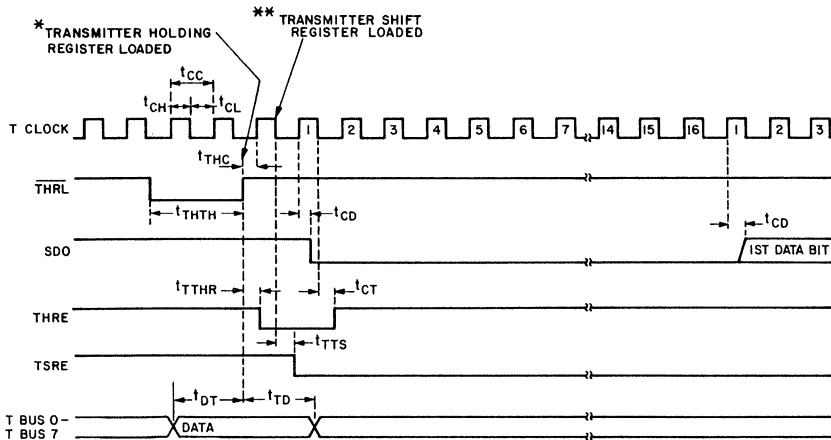 * TRANSMITTER HOLDING
REGISTER LOADED
** TRANSMITTER SHIFT
REGISTER LOADED
tCC
tCH
tCL
T CLOCK
1 2 3 4 5 6 7 14 15 16 1 2 3
tTHC
THRL
tTHTH
tCD
tCD
SDO
1ST DATA BIT
tTTHR
tCT
THRE
tTTS
TSRE
tDT
tTD
T BUS 0-
T BUS 7
DATA